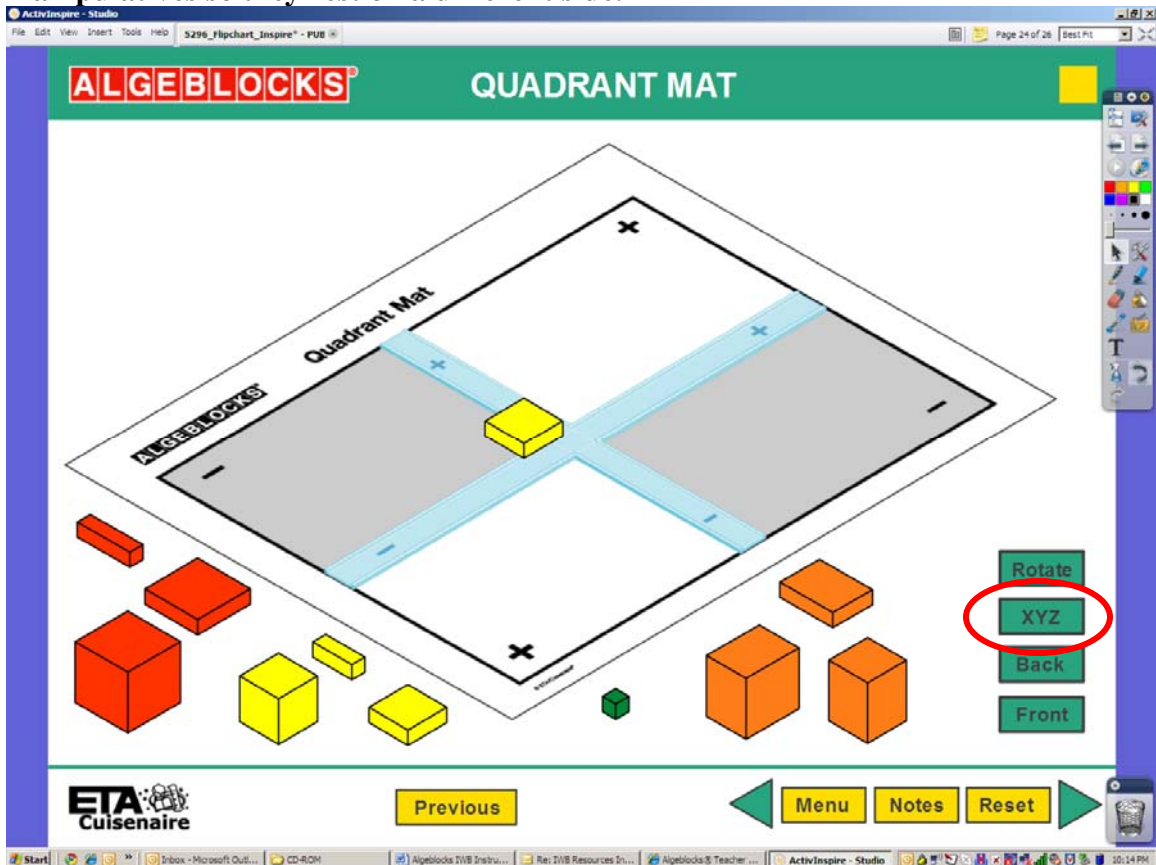 ActivInspire - Studio
File Edit View Insert Tools Help 5296_Flipchart_Inspire* - PUB Page 24 of 26 Best Fit
ALGEBLOCKS® QUADRANT MAT
+
Quadrant Mat
+ +
ALGEBLOCKS
- -
- -
+
Rotate
XYZ
Back
Front
ETA
Cuisenaire
Previous
Menu Notes Reset
Start Inbox - Microsoft Outl... CD-ROM Algeblocks IWB Instru... Re: IWB Resources In... Algeblocks® Teacher ... ActivInspire - Studio 10:14 PM